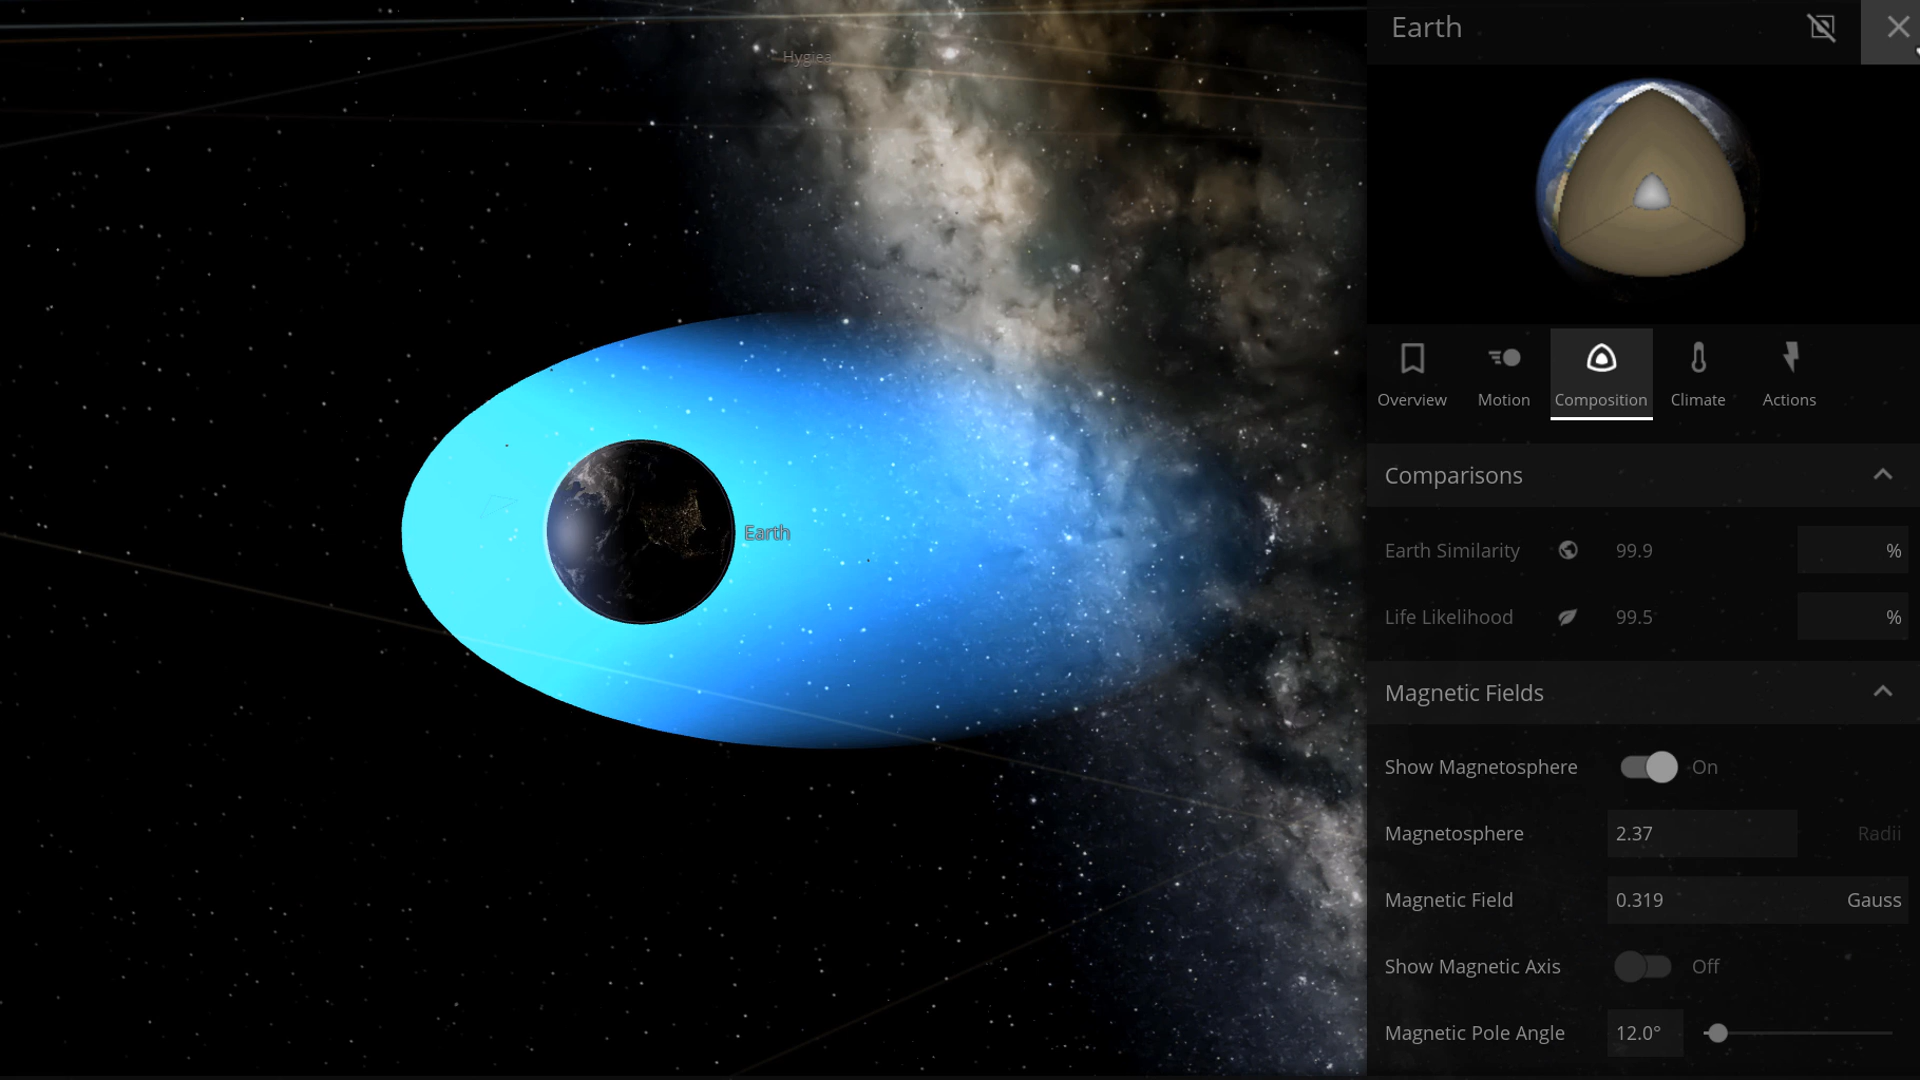 Hygiea
Earth
Earth
Overview
Motion
Composition
Climate
Actions
Comparisons
Earth Similarity 99.9 %
Life Likelihood 99.5 %
Magnetic Fields
Show Magnetosphere On
Magnetosphere 2.37 Radii
Magnetic Field 0.319 Gauss
Show Magnetic Axis Off
Magnetic Pole Angle 12.0°